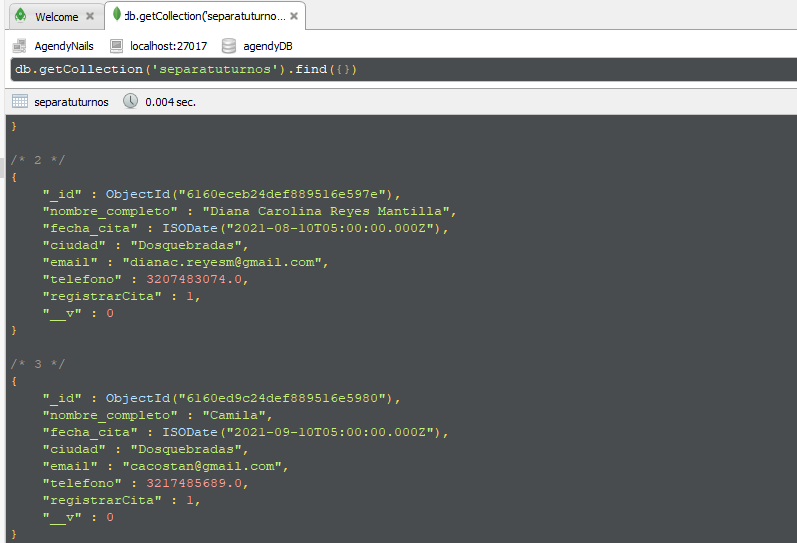 Welcome
db.getCollection('separatuturno...
AgendyNails localhost:27017 agendyDB
db.getCollection('separatuturnos').find({})
separatuturnos 0.004 sec.
}
/* 2 */
{
"_id" : ObjectId("6160eceb24def889516e597e"),
"nombre_completo" : "Diana Carolina Reyes Mantilla",
"fecha_cita" : ISODate("2021-08-10T05:00:00.000Z"),
"ciudad" : "Dosquebradas",
"email" : "dianac.reyesm@gmail.com",
"telefono" : 3207483074.0,
"registrarCita" : 1,
"__v" : 0
}
/* 3 */
{
"_id" : ObjectId("6160ed9c24def889516e5980"),
"nombre_completo" : "Camila",
"fecha_cita" : ISODate("2021-09-10T05:00:00.000Z"),
"ciudad" : "Dosquebradas",
"email" : "cacostan@gmail.com",
"telefono" : 3217485689.0,
"registrarCita" : 1,
"__v" : 0
}